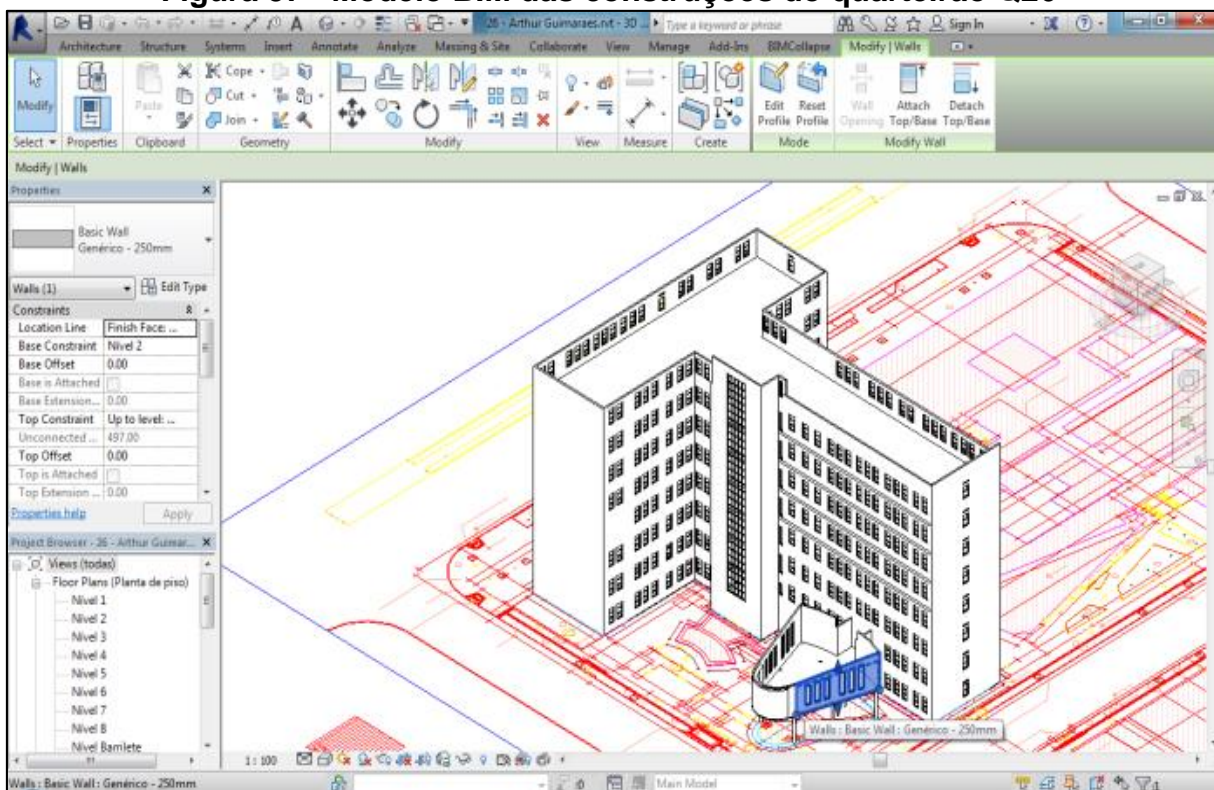 Figura 37 - Modelo BIM das construções do quarteirão Q26
26 - Arthur Guimaraes.rvt - 3D ...
Type a keyword or phrase
Sign In
Architecture Structure Systems Insert Annotate Analyze Massing & Site Collaborate View Manage Add-Ins BIMCollapse Modify | Walls
Modify
Paste
Cope
Cut
Join
Edit Profile
Reset Profile
Wall Opening
Attach Top/Base
Detach Top/Base
Select Properties Clipboard Geometry Modify View Measure Create Mode Modify Wall
Modify | Walls
Properties
Basic Wall
Genérico - 250mm
Walls (1)
Edit Type
Constraints
Location Line Finish Face: ...
Base Constraint Nivel 2
Base Offset 0.00
Base is Attached
Base Extension... 0.00
Top Constraint Up to level: ...
Unconnected ... 497.00
Top Offset 0.00
Top is Attached
Top Extension ... 0.00
Properties help
Apply
Project Browser - 26 - Arthur Guimar...
Views (todas)
Floor Plans (Planta de piso)
Nivel 1
Nivel 2
Nivel 3
Nivel 4
Nivel 5
Nivel 6
Nivel 7
Nivel 8
Nivel Barrilete
Walls : Basic Wall : Genérico - 250mm
1 : 100
Walls : Basic Wall : Genérico - 250mm
:0
Main Model
:1